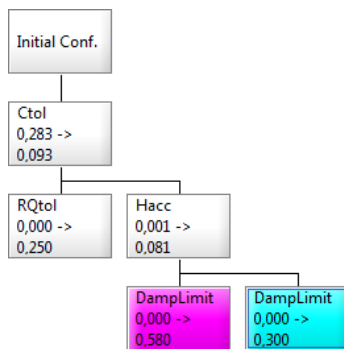 Initial Conf.
Ctol
0,283 ->
0,093
RQtol
0,000 ->
0,250
Hacc
0,001 ->
0,081
DampLimit
0,000 ->
0,580
DampLimit
0,000 ->
0,300